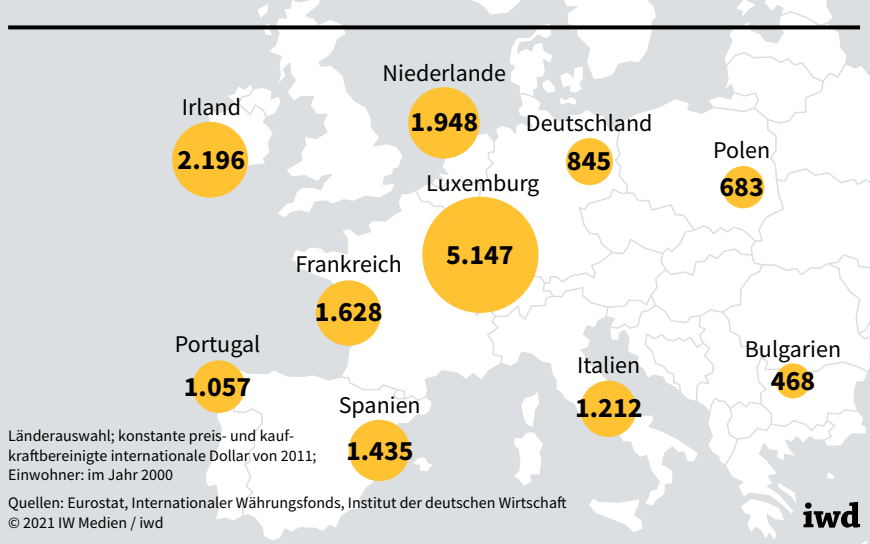 Niederlande
1.948
Irland
2.196
Deutschland
845
Polen
683
Luxemburg
5.147
Frankreich
1.628
Portugal
1.057
Bulgarien
468
Italien
1.212
Spanien
1.435
Länderauswahl; konstante preis- und kauf-
kraftbereinigte internationale Dollar von 2011;
Einwohner: im Jahr 2000
Quellen: Eurostat, Internationaler Währungsfonds, Institut der deutschen Wirtschaft
© 2021 IW Medien / iwd
iwd